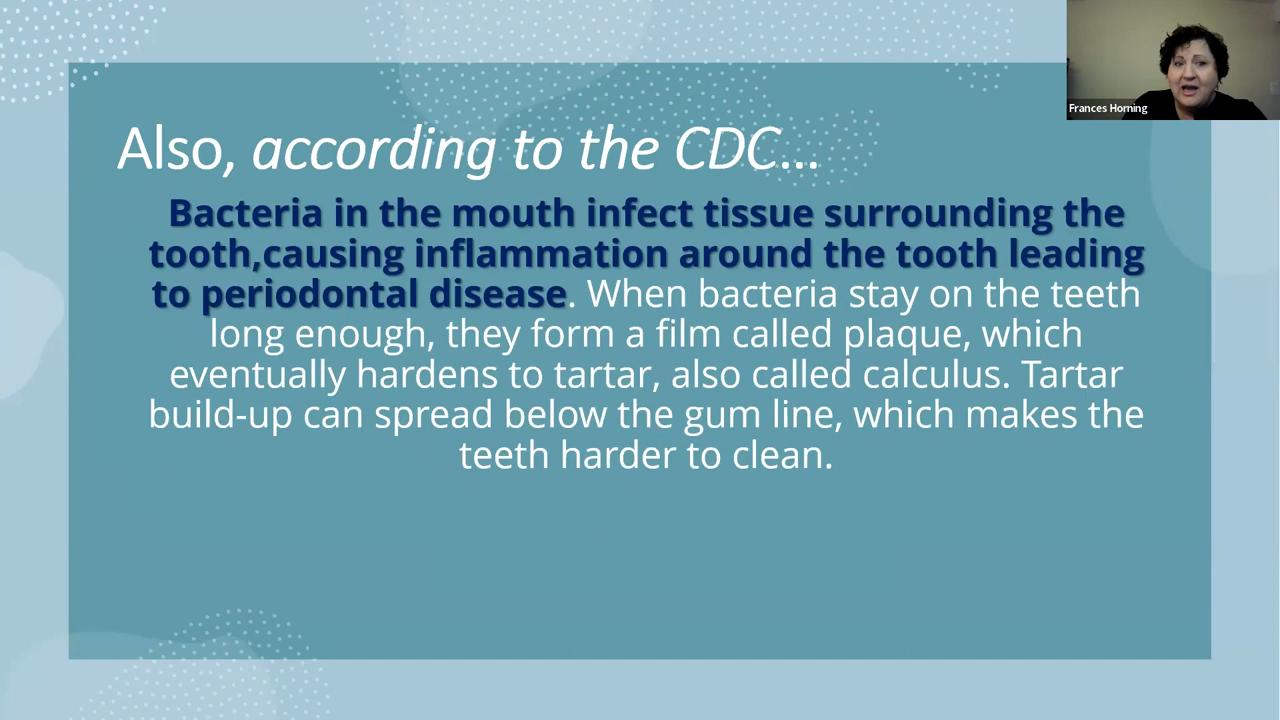 Frances Horning
Also, according to the CDC...
Bacteria in the mouth infect tissue surrounding the
tooth,causing inflammation around the tooth leading
to periodontal disease. When bacteria stay on the teeth
long enough, they form a film called plaque, which
eventually hardens to tartar, also called calculus. Tartar
build-up can spread below the gum line, which makes the
teeth harder to clean.